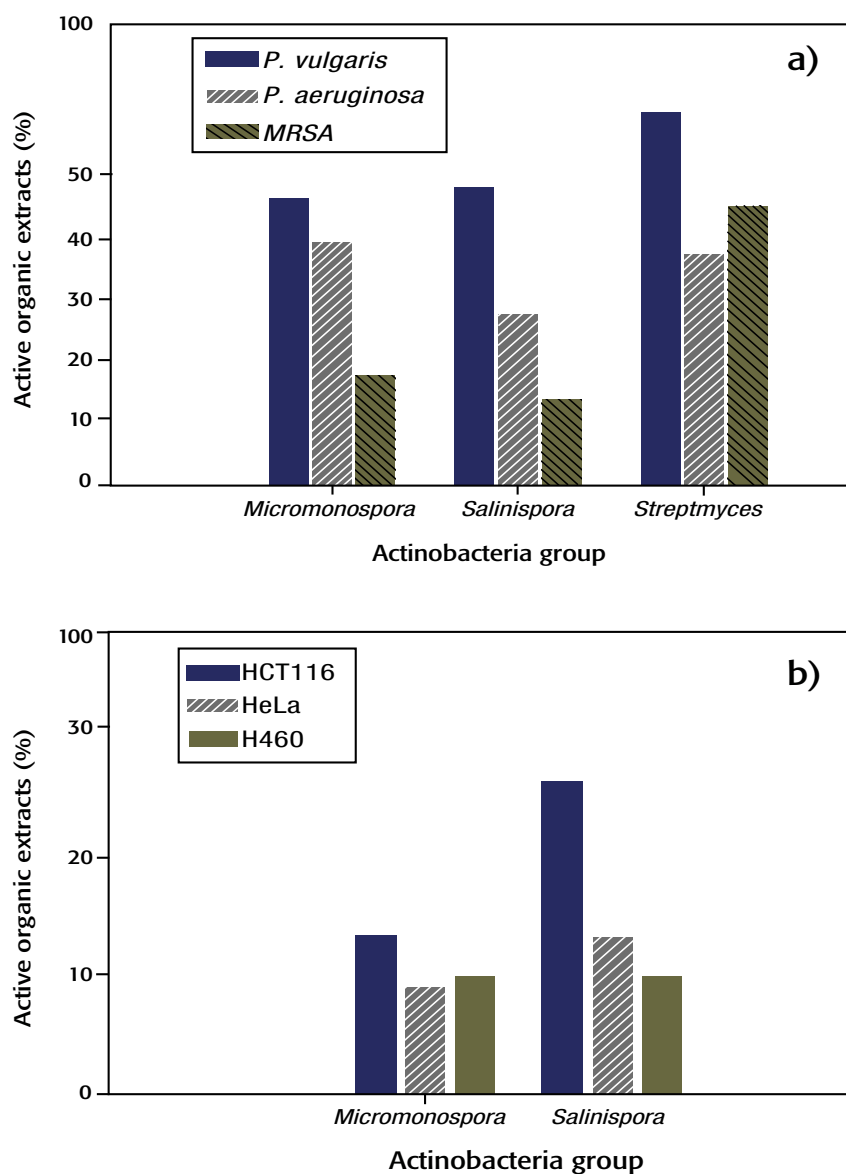 100
P. vulgaris
a)
P. aeruginosa
MRSA
50
40
30
20
10
0
Active organic extracts (%)
Micromonospora Salinispora Streptmyces
Actinobacteria group
100
HCT116
b)
HeLa
30
H460
20
10
0
Active organic extracts (%)
Micromonospora Salinispora
Actinobacteria group